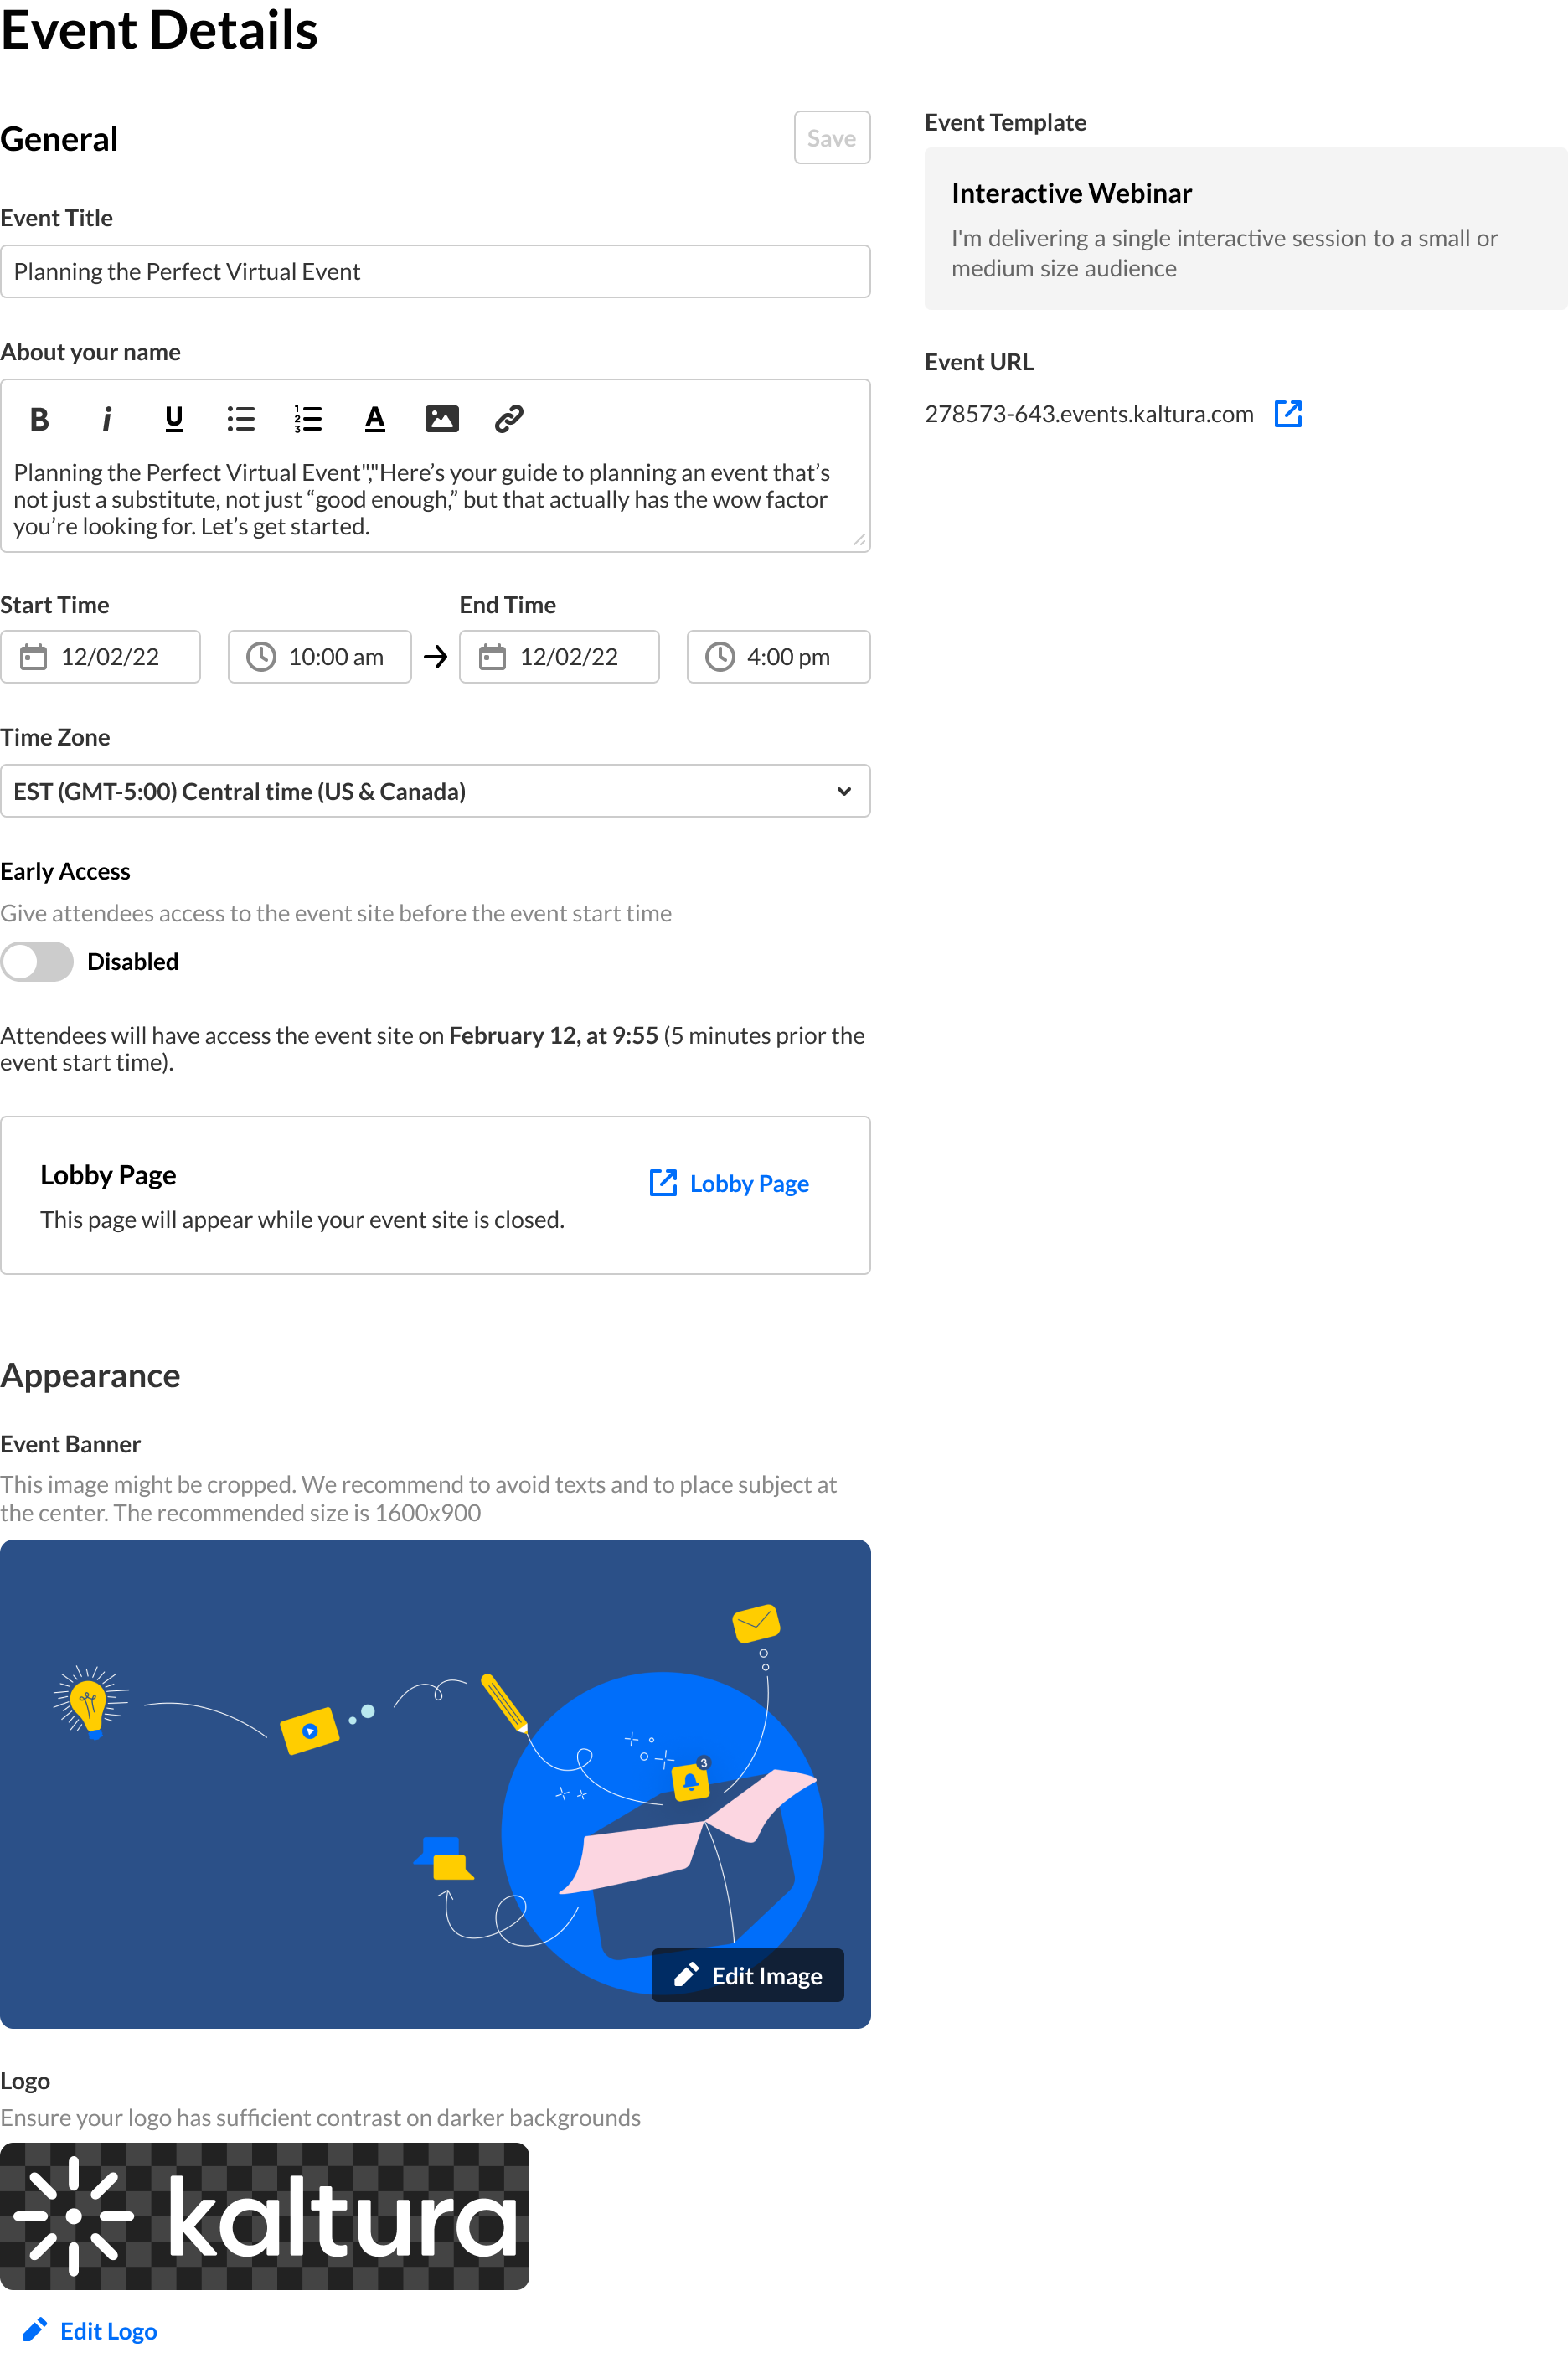 Event Details
General
Save
Event Title
Planning the Perfect Virtual Event
About your name
B i U 1 2 3 A
Planning the Perfect Virtual Event","Here’s your guide to planning an event that’s
not just a substitute, not just “good enough,” but that actually has the wow factor
you’re looking for. Let’s get started.
Start Time
End Time
12/02/22
10:00 am
12/02/22
4:00 pm
Time Zone
EST (GMT-5:00) Central time (US & Canada)
Early Access
Give attendees access to the event site before the event start time
Disabled
Attendees will have access the event site on February 12, at 9:55 (5 minutes prior the
event start time).
Lobby Page
Lobby Page
This page will appear while your event site is closed.
Appearance
Event Banner
This image might be cropped. We recommend to avoid texts and to place subject at
the center. The recommended size is 1600x900
3
Edit Image
Logo
Ensure your logo has sufficient contrast on darker backgrounds
kaltura
Edit Logo
Event Template
Interactive Webinar
I'm delivering a single interactive session to a small or
medium size audience
Event URL
278573-643.events.kaltura.com